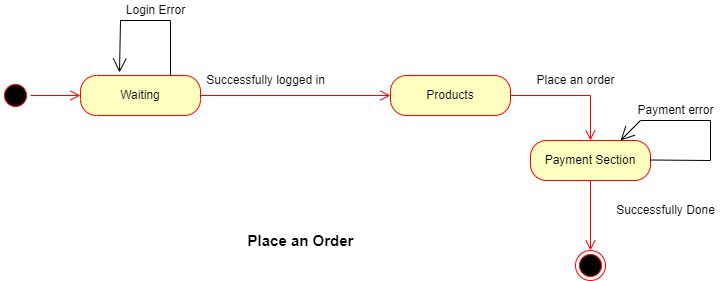 Login Error
Successfully logged in
Waiting
Products
Place an order
Payment error
Payment Section
Successfully Done
Place an Order